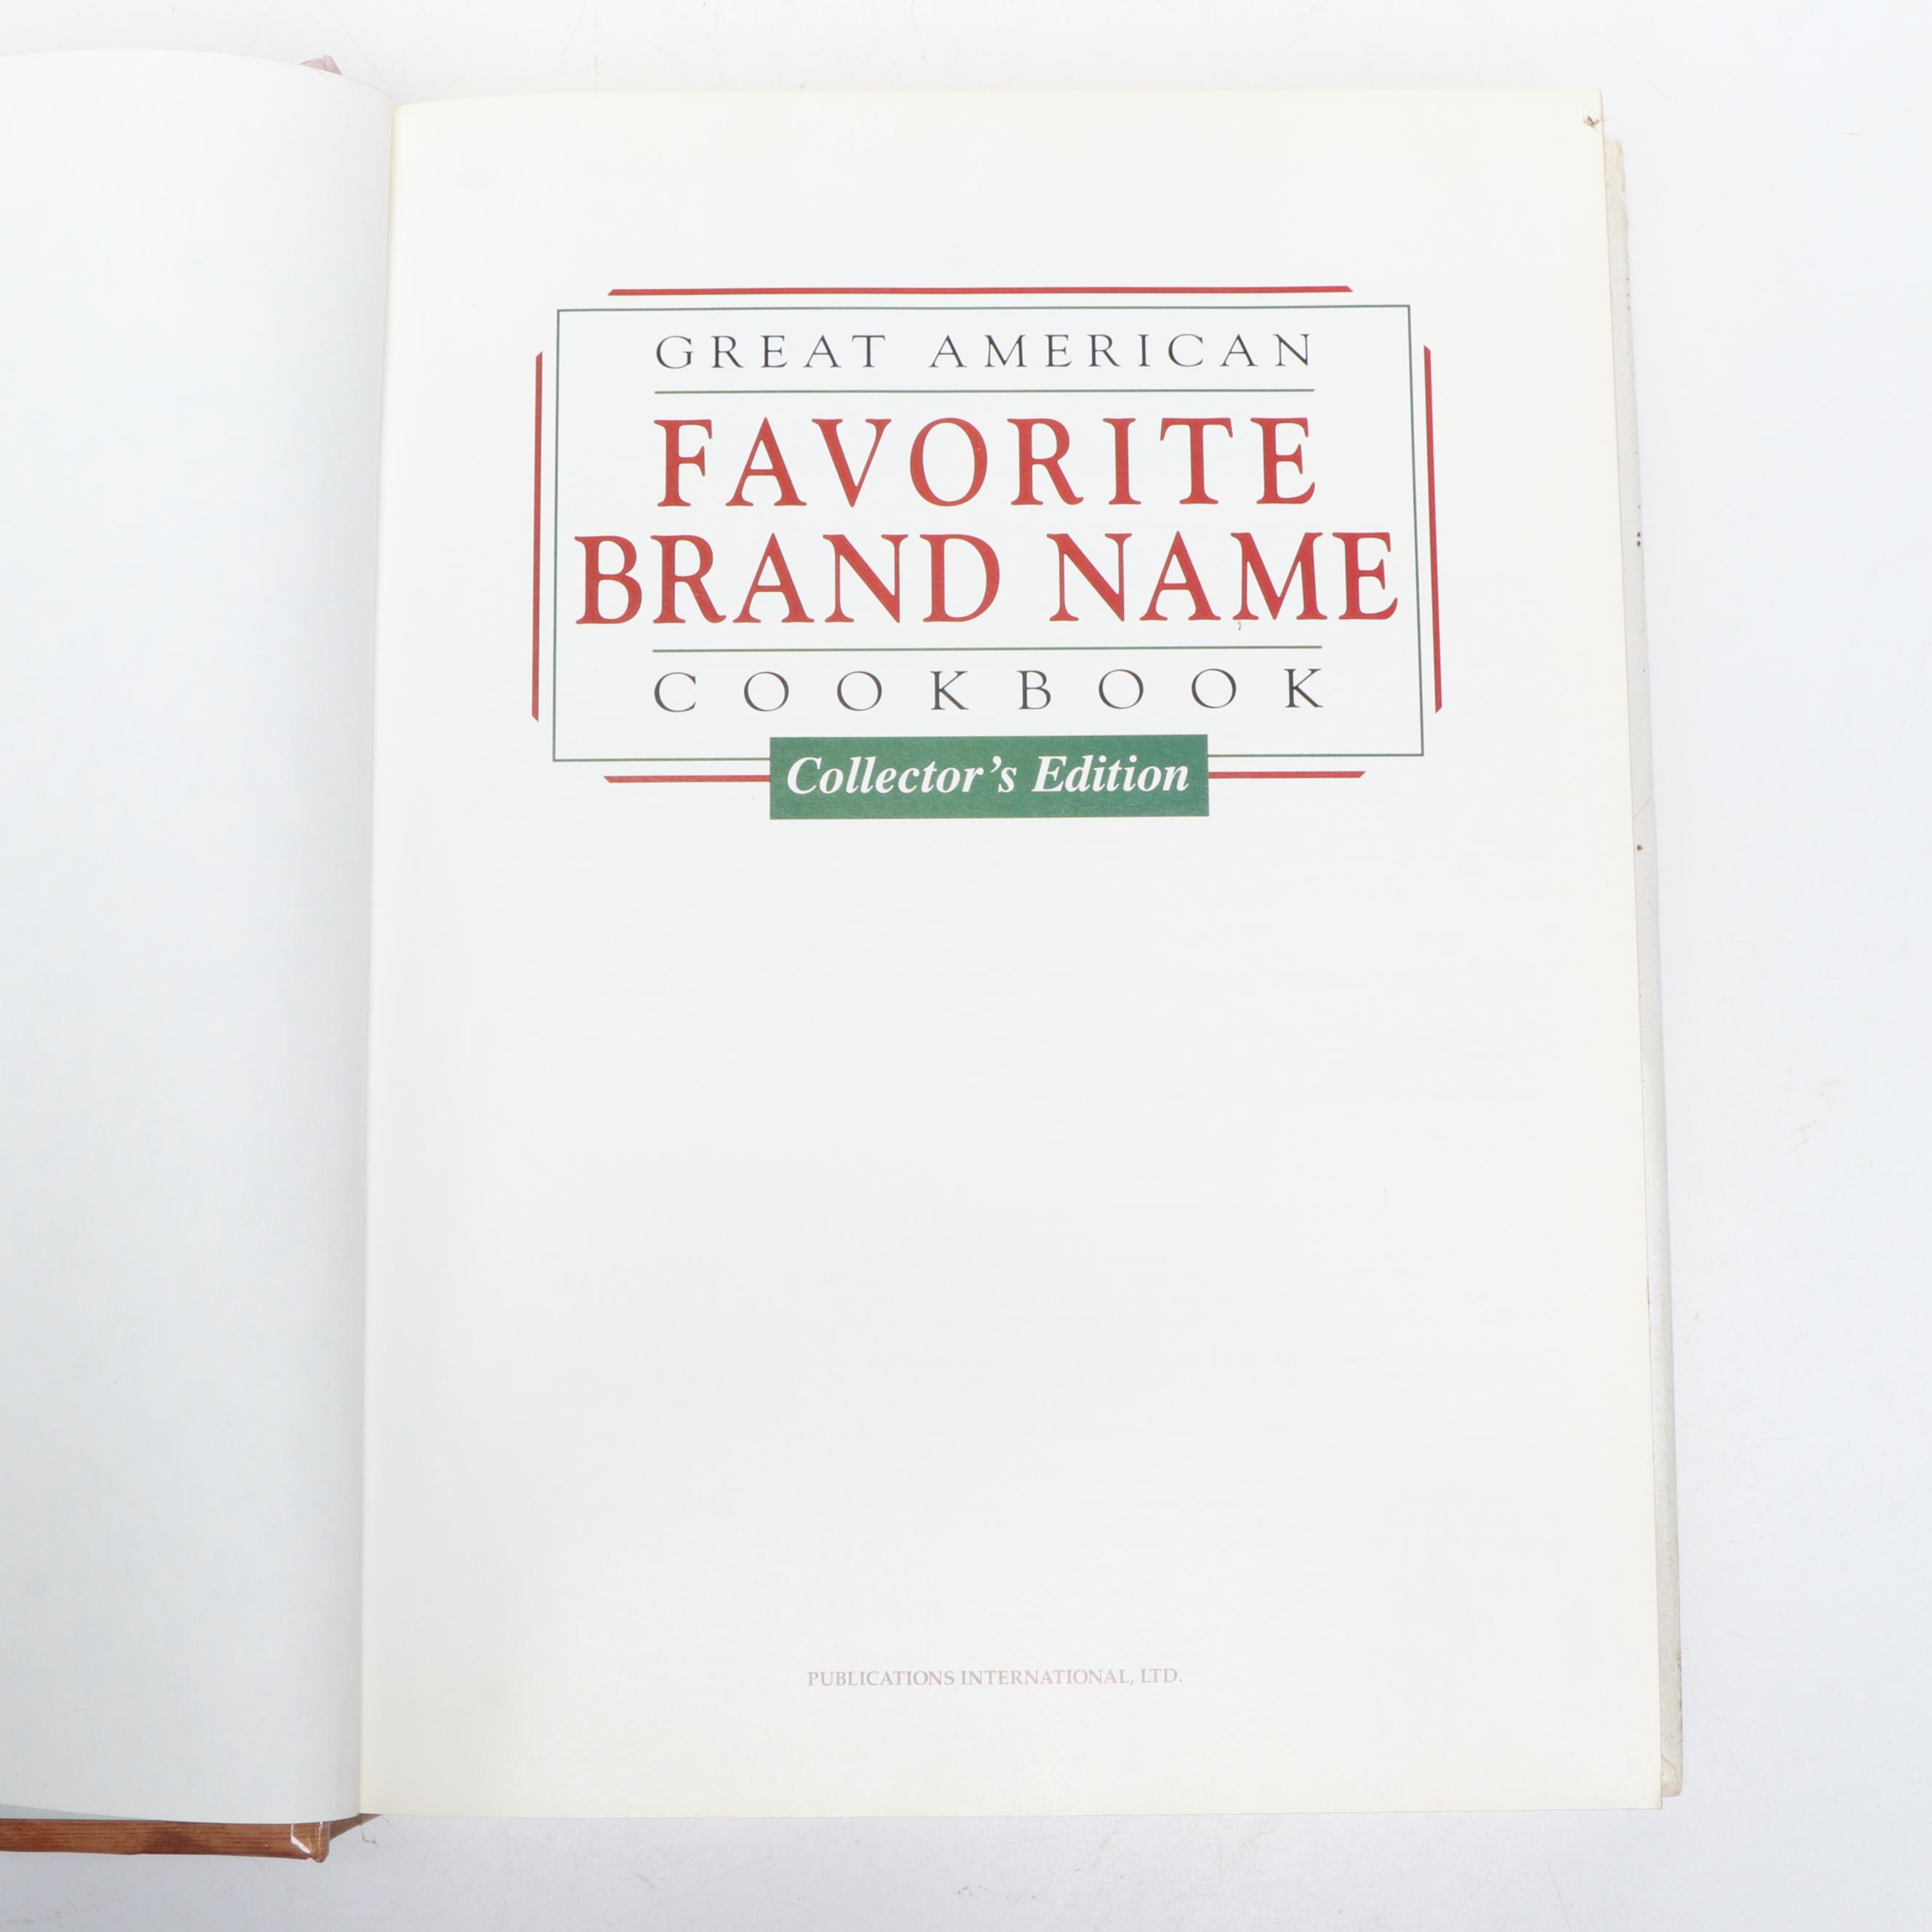 GREAT AMERICAN
FAVORITE
BRAND NAME
COOKBOOK
Collector's Edition
PUBLICATIONS INTERNATIONAL, LTD.